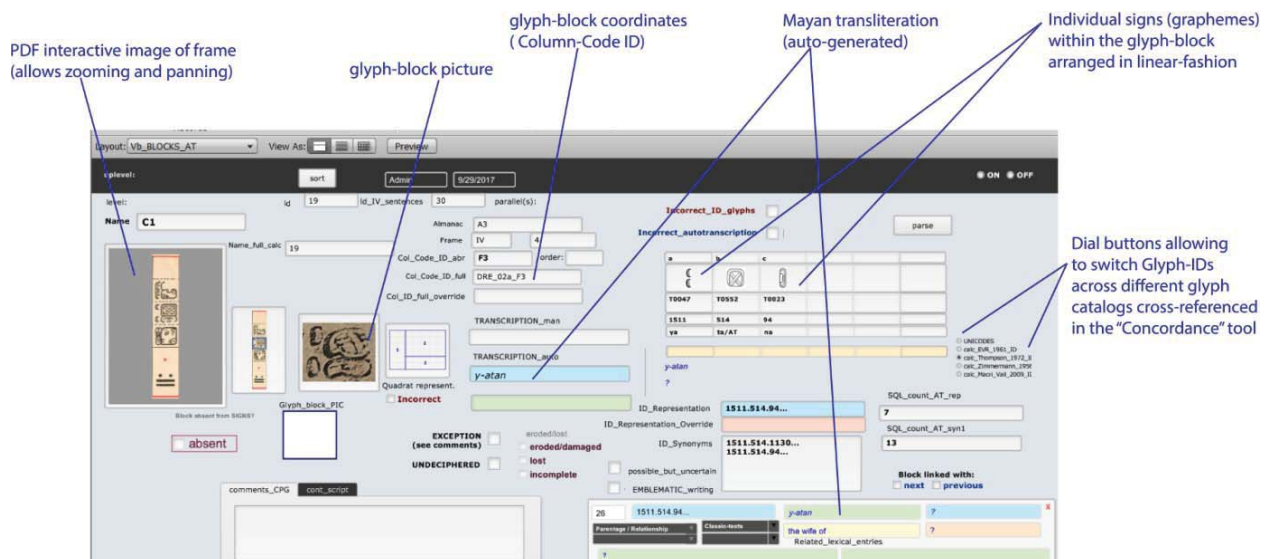 PDF interactive image of frame
(allows zooming and panning)
glyph-block picture
glyph-block coordinates
( Column-Code ID)
Mayan transliteration
(auto-generated)
Individual signs (graphemes)
within the glyph-block
arranged in linear-fashion
Dial buttons allowing
to switch Glyph-IDs
across different glyph
catalogs cross-referenced
in the "Concordance" tool
Layout: Vb_BLOCKS_AT View As: Preview
uplevel: sort Admin 9/29/2017 ON OFF
level: id 19 Id_IV_sentences 30 parallel(s):
Name C1
Name_full_calc 19
Almanac A3
Frame IV 4
Col_Code_ID_abr F3 order:
Col_Code_ID_full DRE_02a_F3
Col_ID_full_override
TRANSCRIPTION_man
TRANSCRIPTION_auto
y-atan
Quadrat represent.
Incorrect
Block absent from SIGNS?
absent
Glyph_block_PIC
EXCEPTION
(see comments)
UNDECIPHERED
eroded/lost
eroded/damaged
lost
incomplete
Incorrect_ID_glyphs
Incorrect_autotranscription
parse
a b c
T0047 T0552 T0023
1511 514 94
ya ta/AT na
y-atan
?
UNICODES
calc_EVR_1961_ID
calc_Thompson_1972_I
calc_Zimmermann_195
calc_Macri_Vail_2009_I
ID_Representation 1511.514.94...
ID_Representation_Override
ID_Synonyms 1511.514.1130...
1511.514.94...
SQL_count_AT_rep
7
SQL_count_AT_syn1
13
possible_but_uncertain
EMBLEMATIC_writing
Block linked with:
next previous
comments_CPG cont_script
26 1511.514.94... y-atan ? x
Parentage / Relationship Classic-texts the wife of ?
Related_lexical_entries
?